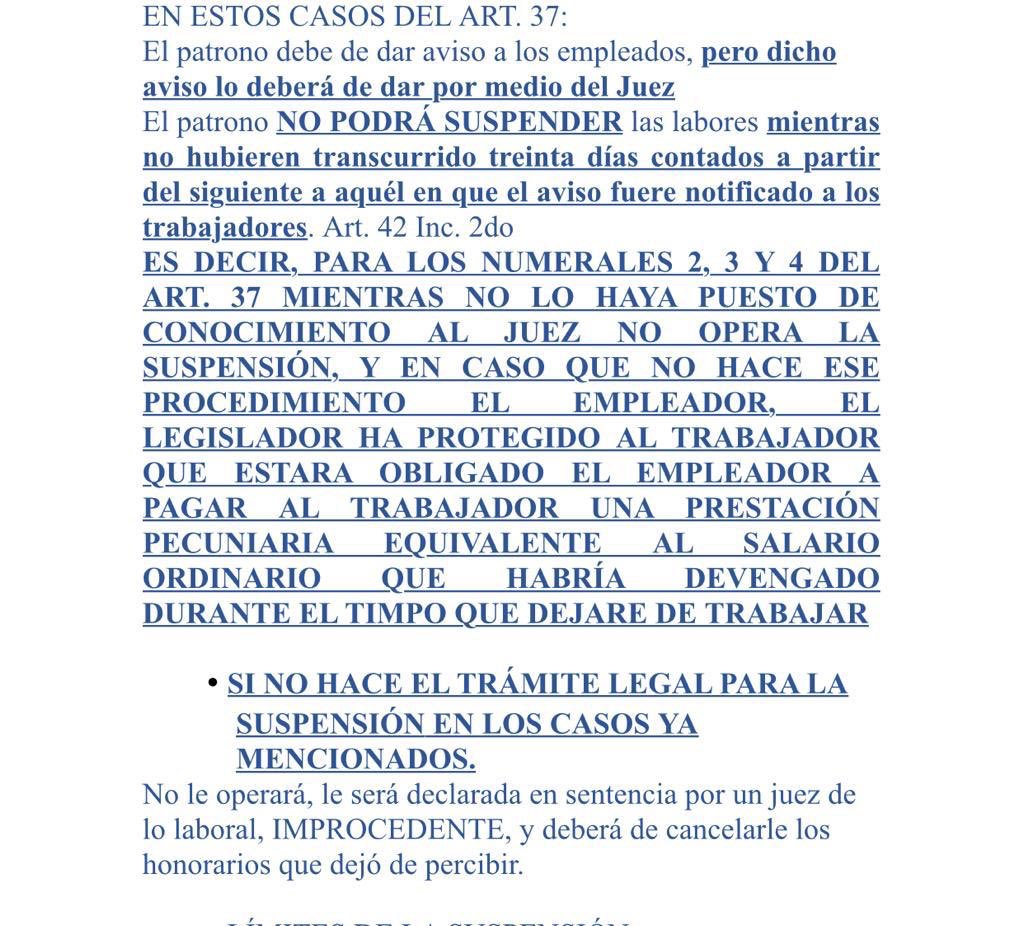 EN ESTOS CASOS DEL ART. 37:
El patrono debe de dar aviso a los empleados, pero dicho
aviso lo deberá de dar por medio del Juez
El patrono NO PODRÁ SUSPENDER las labores mientras
no hubieren transcurrido treinta días contados a partir
del siguiente a aquél en que el aviso fuere notificado a los
trabajadores. Art. 42 Inc. 2do
ES DECIR, PARA LOS NUMERALES 2, 3 Y 4 DEL
ART. 37 MIENTRAS NO LO HAYA PUESTO DE
CONOCIMIENTO AL JUEZ NO OPERA LA
SUSPENSIÓN, Y EN CASO QUE NO HACE ESE
PROCEDIMIENTO EL EMPLEADOR, EL
LEGISLADOR HA PROTEGIDO AL TRABAJADOR
QUE ESTARA OBLIGADO EL EMPLEADOR A
PAGAR AL TRABAJADOR UNA PRESTACIÓN
PECUNIARIA EQUIVALENTE AL SALARIO
ORDINARIO QUE HABRÍA DEVENGADO
DURANTE EL TIMPO QUE DEJARE DE TRABAJAR
• SI NO HACE EL TRÁMITE LEGAL PARA LA
SUSPENSIÓN EN LOS CASOS YA
MENCIONADOS.
No le operará, le será declarada en sentencia por un juez de
lo laboral, IMPROCEDENTE, y deberá de cancelarle los
honorarios que dejó de percibir.
LÍMITES DE LA SUSPENSIÓN